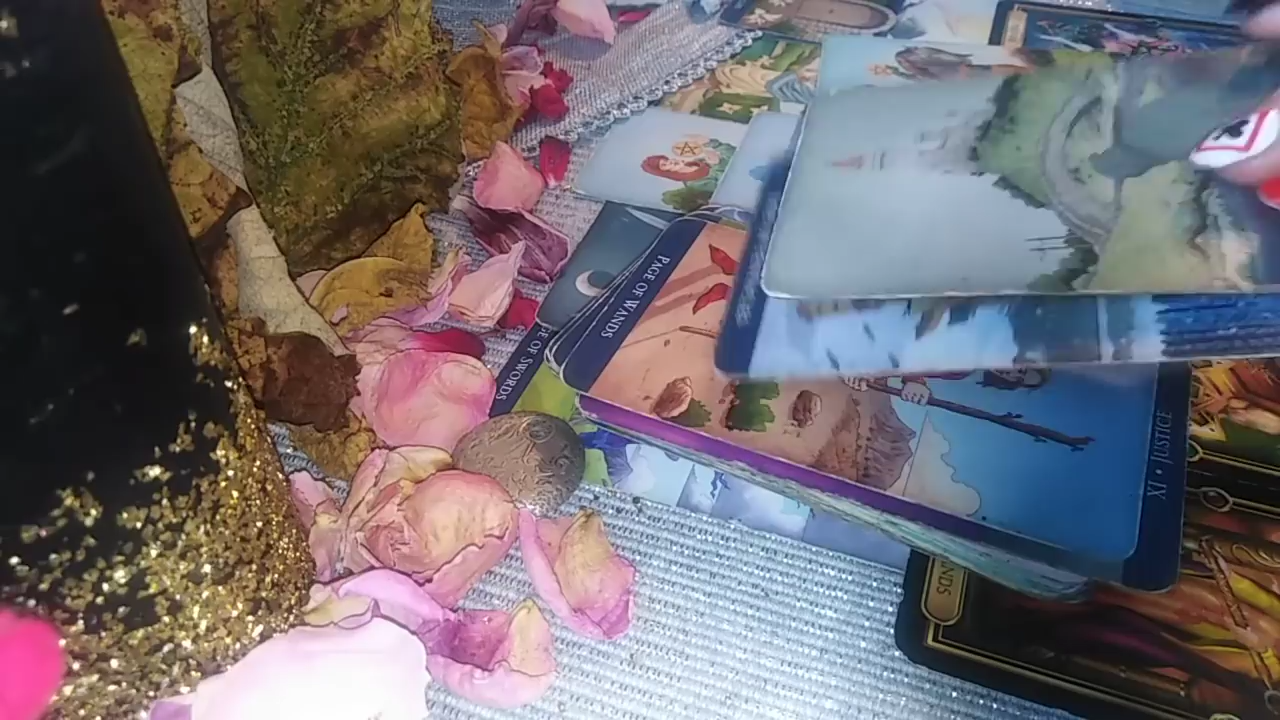 PAGE OF WANDS
E OF SWORDS
XI • JUSTICE
NDS